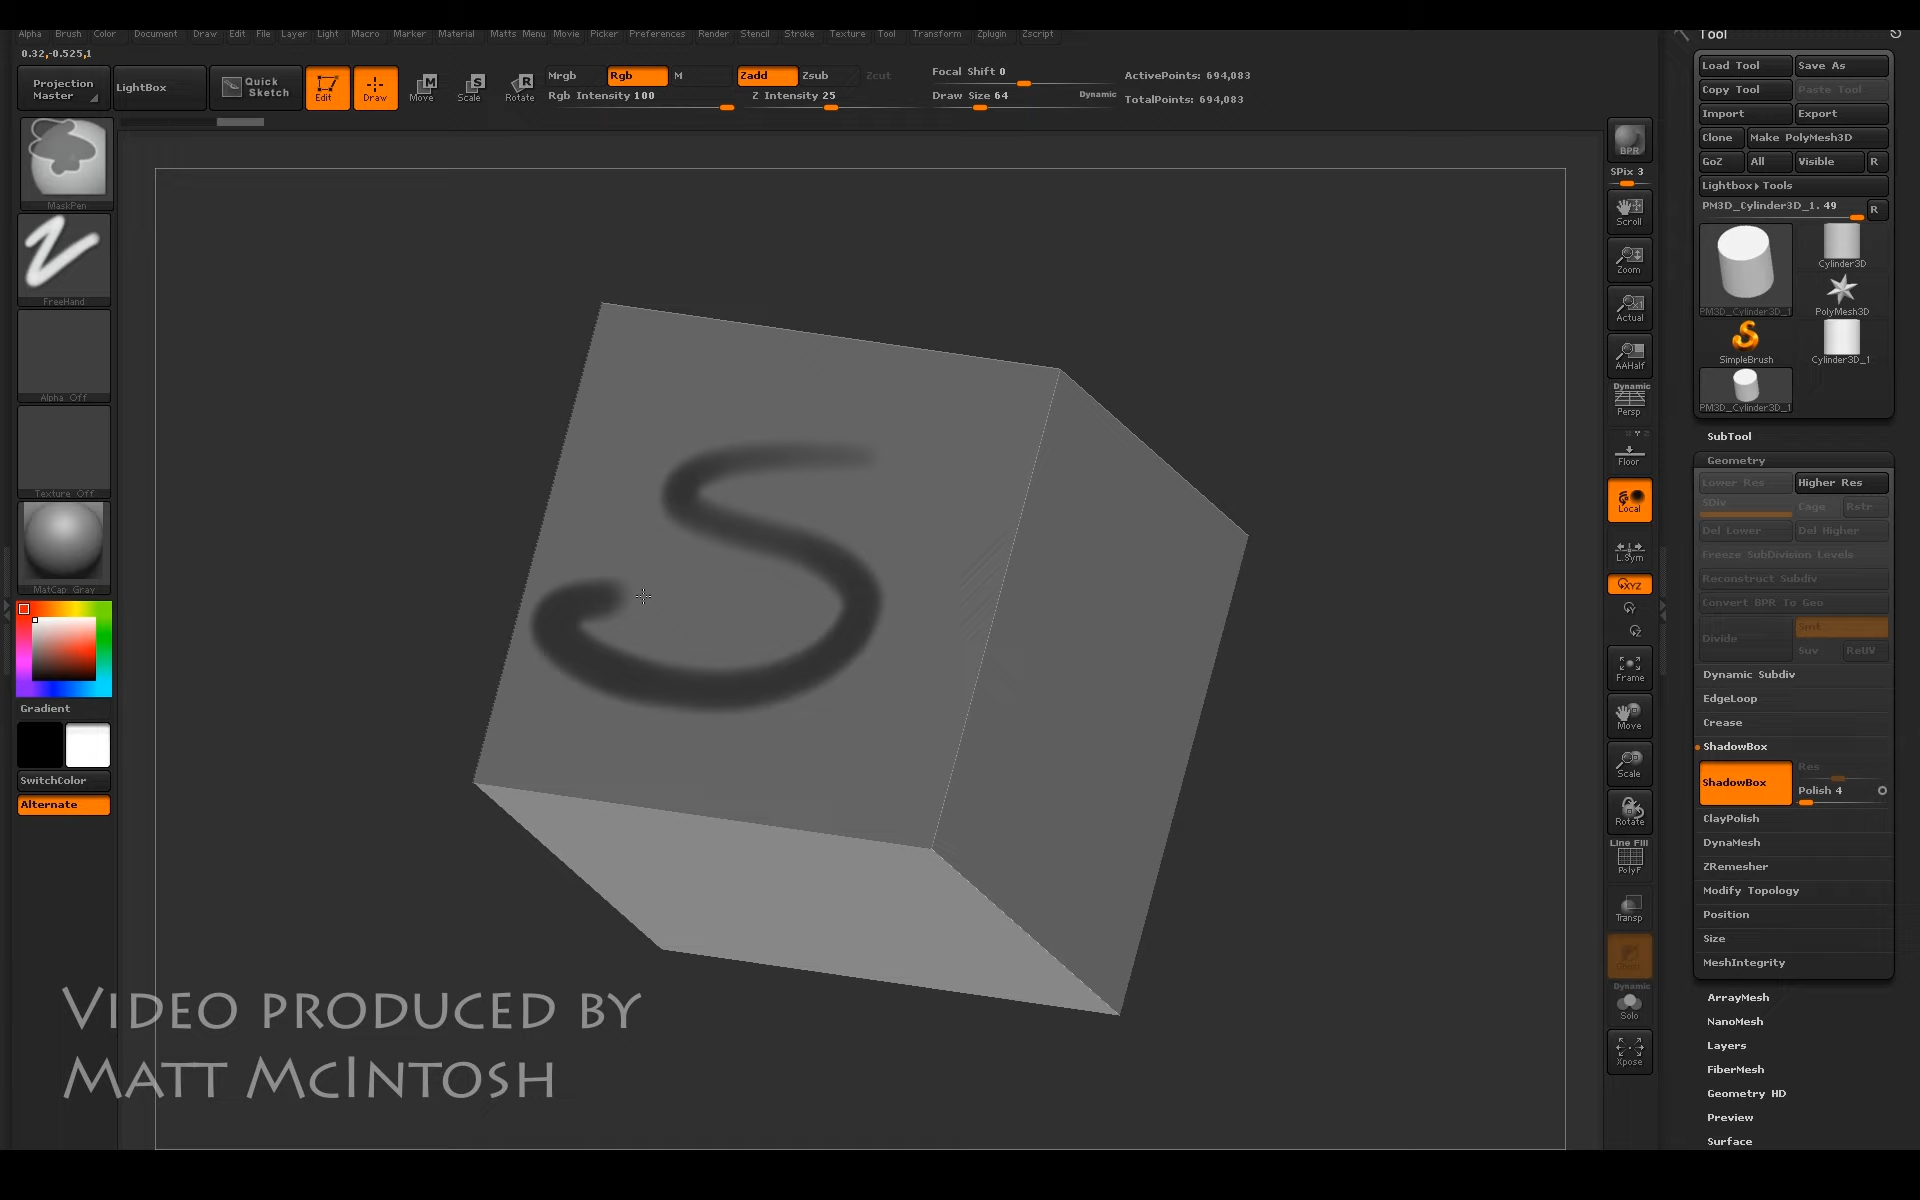 Alpha Brush Color Document Draw Edit File Layer Light Macro Marker Material Matts Menu Movie Picker Preferences Render Stencil Stroke Texture Tool Transform Zplugin Zscript
0.32,-0.525,1
Projection Master
LightBox
Quick Sketch
Edit
Draw
Move
Scale
Rotate
Mrgb Rgb M
Rgb Intensity 100
Zadd Zsub Zcut
Z Intensity 25
Focal Shift 0
Draw Size 64
Dynamic
ActivePoints: 694,083
TotalPoints: 694,083
MaskPen
FreeHand
Alpha Off
Texture Off
MatCap Gray
Gradient
SwitchColor
Alternate
S
VIDEO PRODUCED BY
MATT MCINTOSH
BPR
SPix 3
Scroll
Zoom
Actual
AAHalf
Dynamic
Persp
Floor
Local
L.Sym
XYZ
Y
Z
Frame
Move
Scale
Rotate
Line Fill
PolyF
Transp
Dynamic
Solo
Xpose
Tool
Load Tool Save As
Copy Tool Paste Tool
Import Export
Clone Make PolyMesh3D
GoZ All Visible R
Lightbox▸Tools
PM3D_Cylinder3D_1. 49 R
PM3D_Cylinder3D_1
Cylinder3D
PolyMesh3D
SimpleBrush
Cylinder3D_1
PM3D_Cylinder3D_1
SubTool
Geometry
Lower Res Higher Res
SDiv Cage Rstr
Del Lower Del Higher
Freeze SubDivision Levels
Reconstruct Subdiv
Convert BPR To Geo
Divide Smt
Suv ReUV
Dynamic Subdiv
EdgeLoop
Crease
ShadowBox
ShadowBox Res
Polish 4
ClayPolish
DynaMesh
ZRemesher
Modify Topology
Position
Size
MeshIntegrity
ArrayMesh
NanoMesh
Layers
FiberMesh
Geometry HD
Preview
Surface